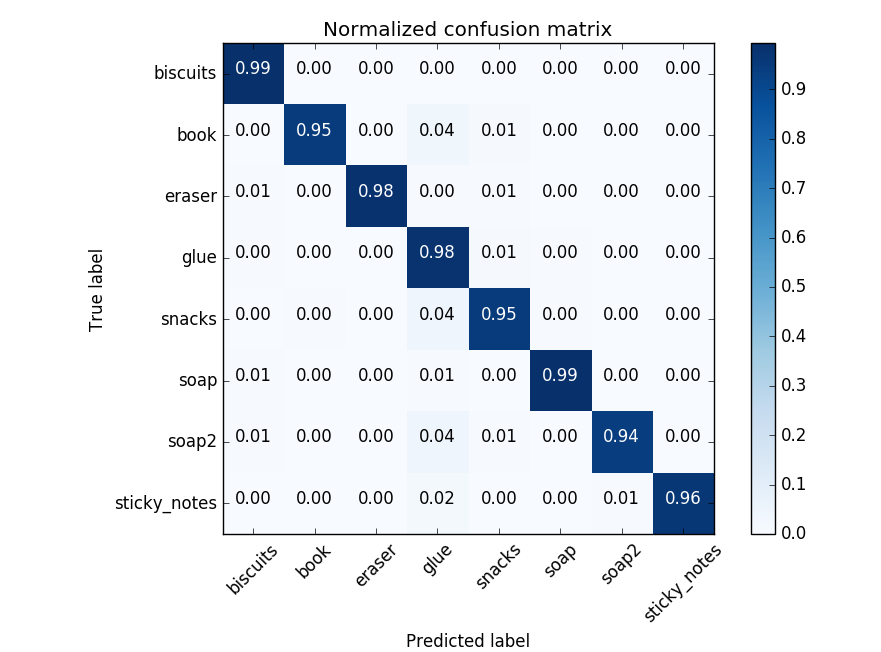 Normalized confusion matrix
biscuits 0.99 0.00 0.00 0.00 0.00 0.00 0.00 0.00
book 0.00 0.95 0.00 0.04 0.01 0.00 0.00 0.00
eraser 0.01 0.00 0.98 0.00 0.01 0.00 0.00 0.00
glue 0.00 0.00 0.00 0.98 0.01 0.00 0.00 0.00
snacks 0.00 0.00 0.00 0.04 0.95 0.00 0.00 0.00
soap 0.01 0.00 0.00 0.01 0.00 0.99 0.00 0.00
soap2 0.01 0.00 0.00 0.04 0.01 0.00 0.94 0.00
sticky_notes 0.00 0.00 0.00 0.02 0.00 0.00 0.01 0.96
biscuits book eraser glue snacks soap soap2 sticky_notes
True label
Predicted label
0.9
0.8
0.7
0.6
0.5
0.4
0.3
0.2
0.1
0.0